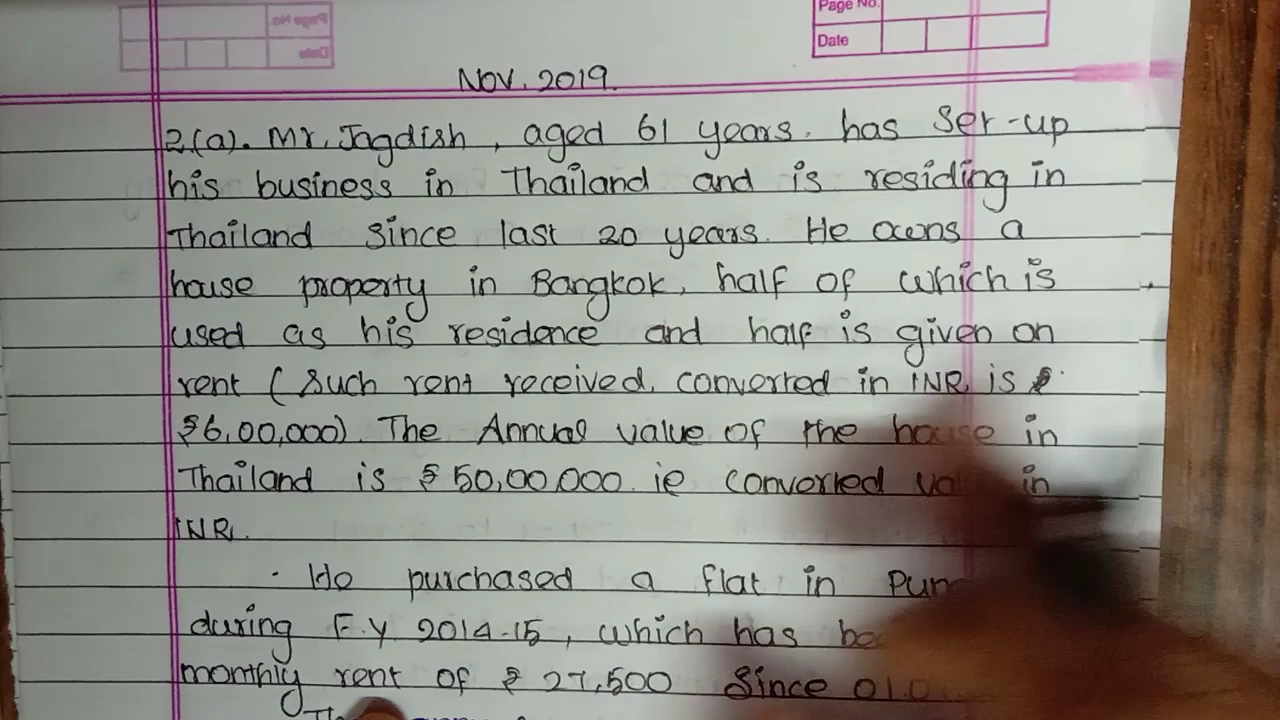 Page No.
Date
NOV. 2019.
2.(a). Mr. Jagdish, aged 61 years. has Set-up
his business in Thailand and is residing in
Thailand since last 20 years. He owns a
house property in Bangkok, half of which is
used as his residence and half is given on
rent (Such rent received, converted in INR is
₹6,00,000). The Annual value of the house in
Thailand is ₹50,00,000 ie converted in
INR.
He purchased a flat in
during F.Y. 2014-15, which has
monthly rent of ₹ 27,500 Since